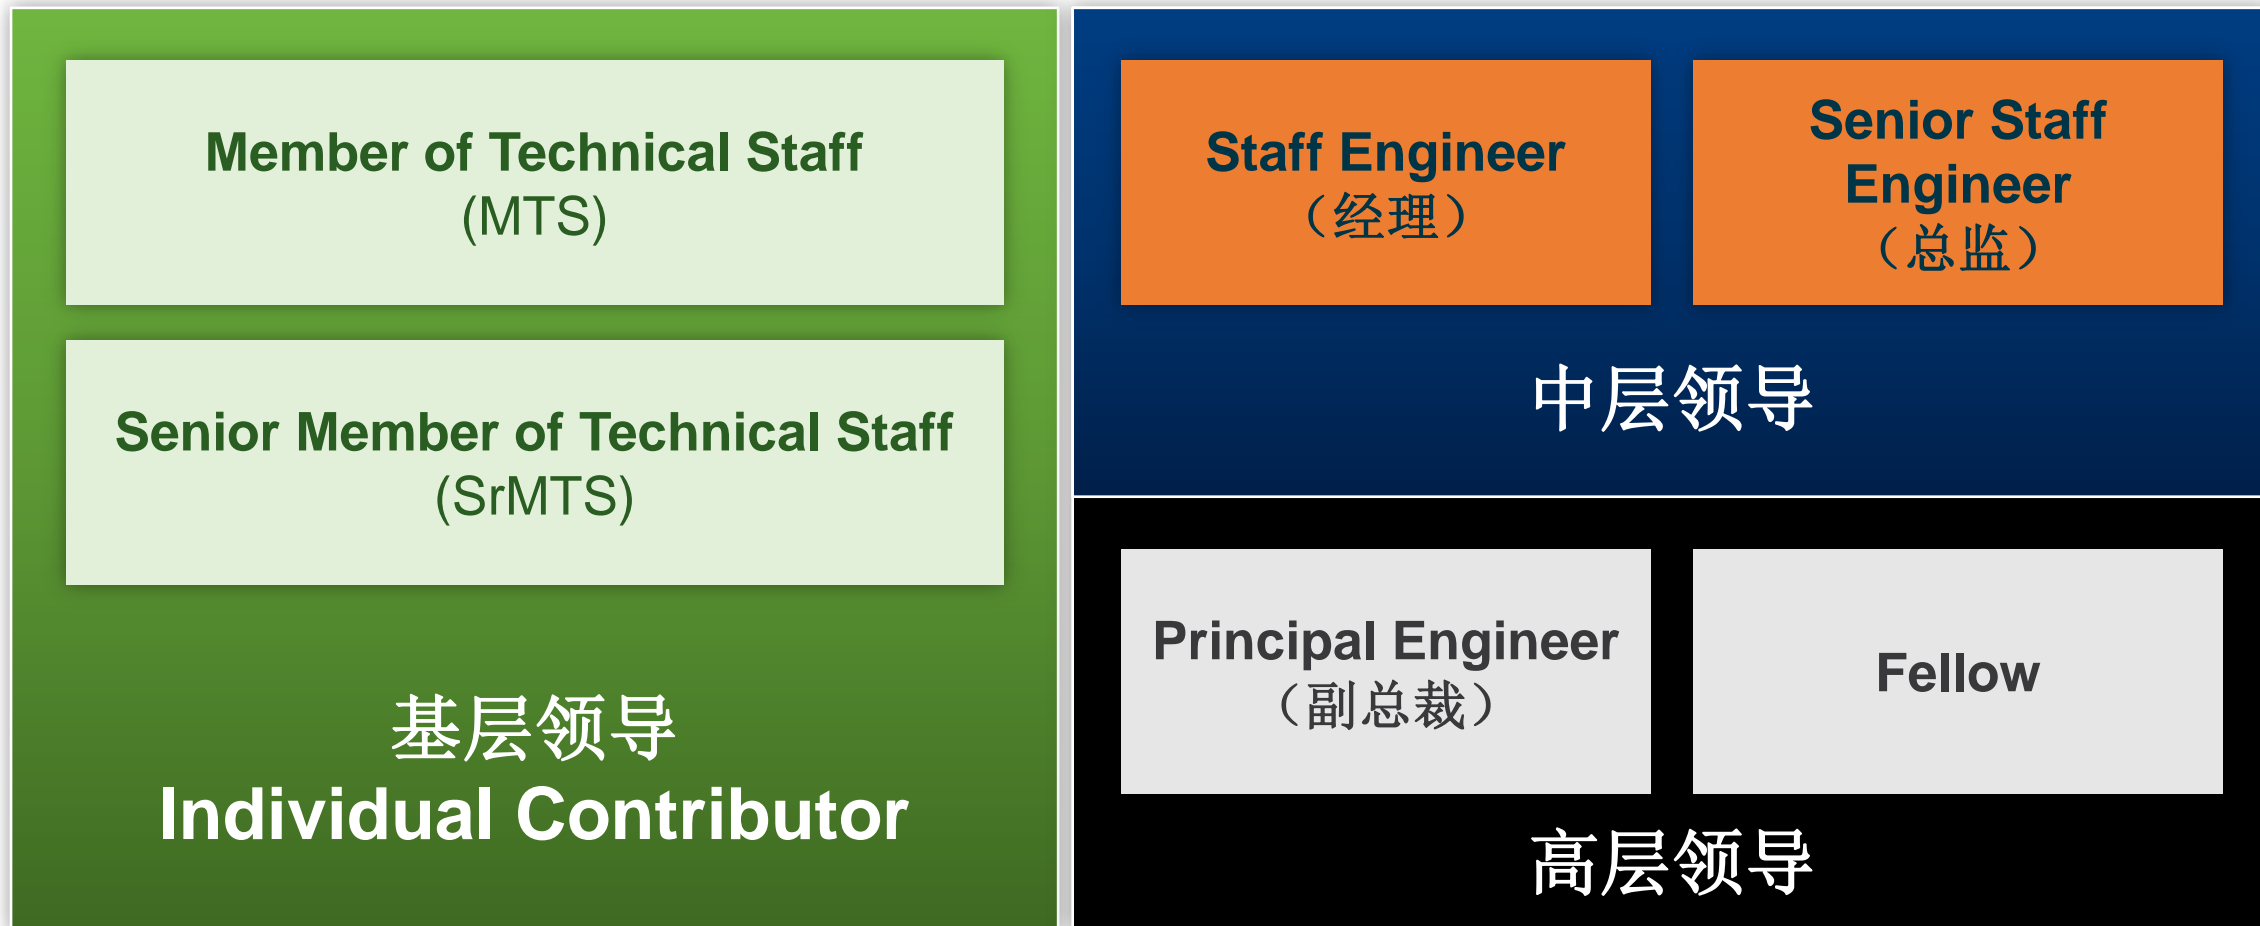 Member of Technical Staff
(MTS)
Senior Member of Technical Staff
(SrMTS)
基层领导
Individual Contributor
Staff Engineer
（经理）
Senior Staff
Engineer
（总监）
中层领导
Principal Engineer
（副总裁）
Fellow
高层领导